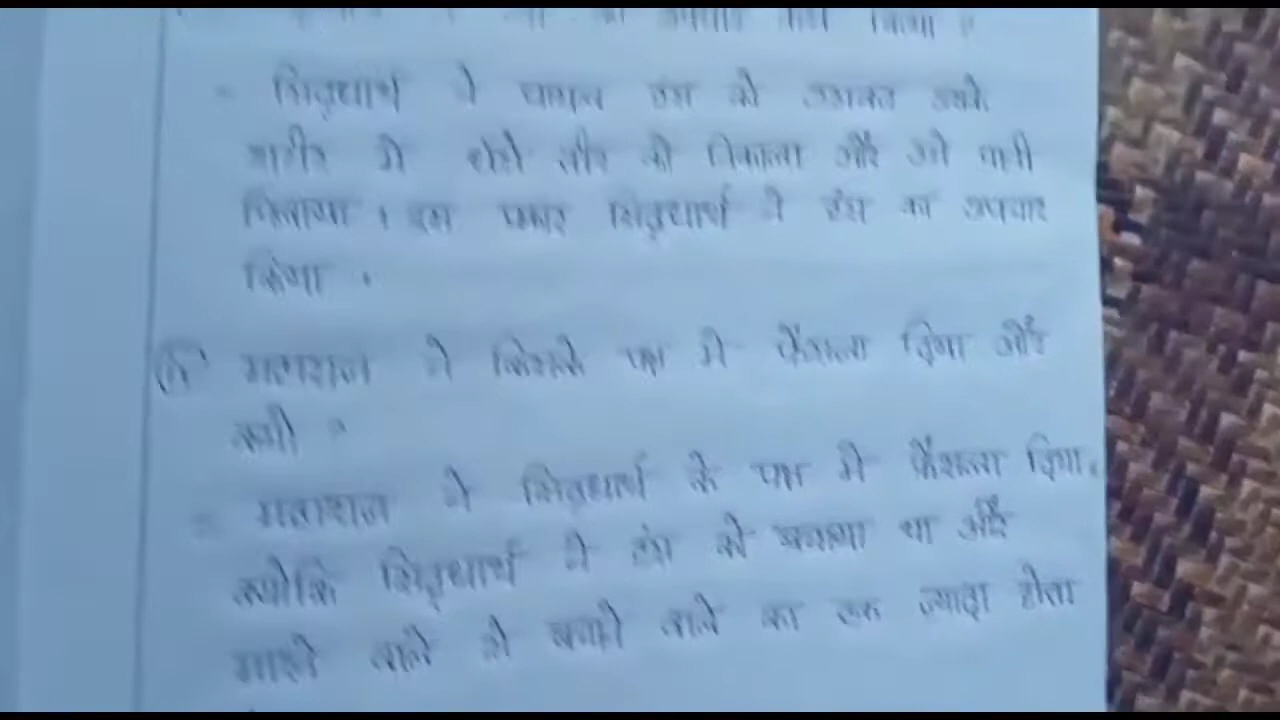 उपचार किया ?
- सिद्धार्थ ने घायल हंस को उठाकर उसके
शरीर में तीर को निकाला और उसे पानी
पिलाया । इस प्रकार सिद्धार्थ ने हंस का उपचार
किया ।
महाराज ने किसके पक्ष में फैसला दिया और
क्यों ?
- महाराज ने सिद्धार्थ के पक्ष में फैसला दिया ।
क्योकि सिद्धार्थ ने हंस को बचाया था और
वाले से बचाने वाले का हक ज्यादा होता